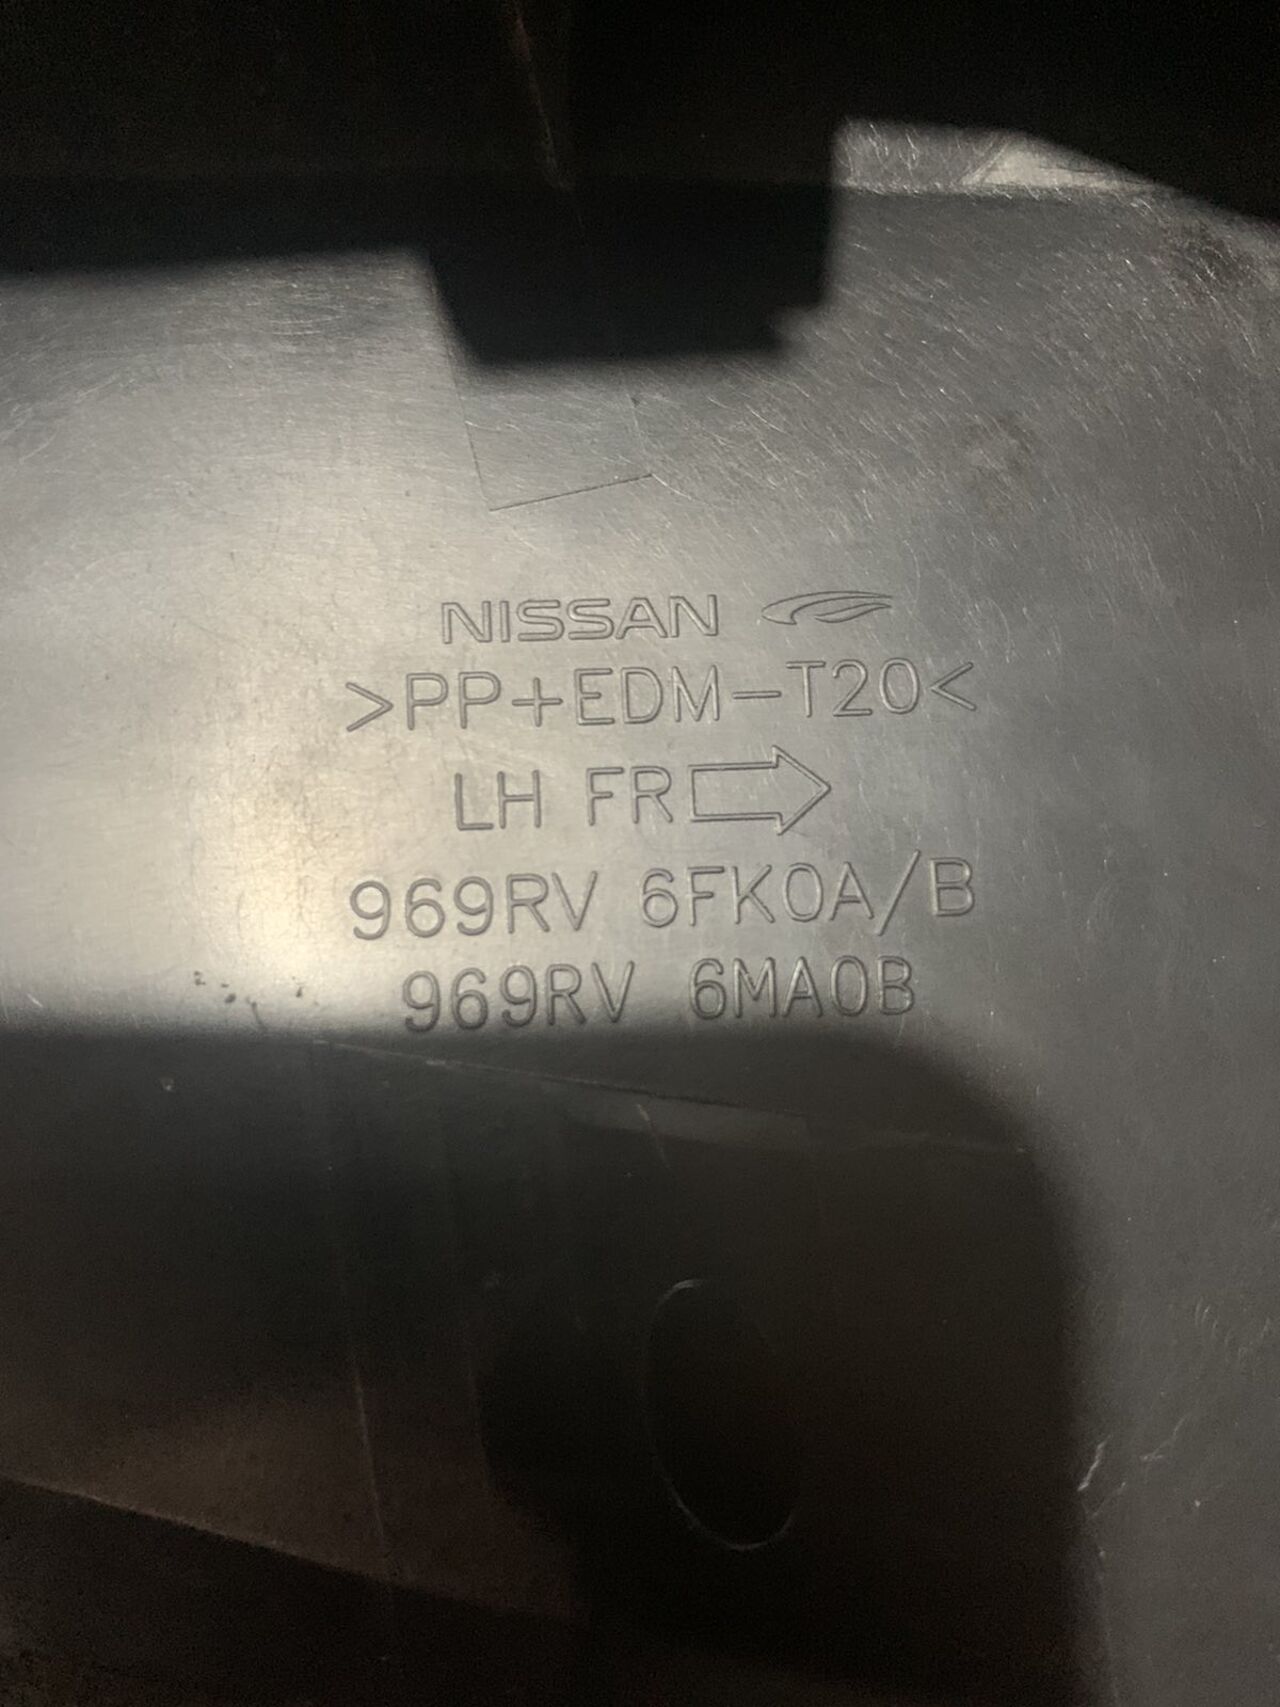 NISSAN
>PP+EDM-T20<
LH FR
969RV 6FK0A/B
969RV 6MA0B